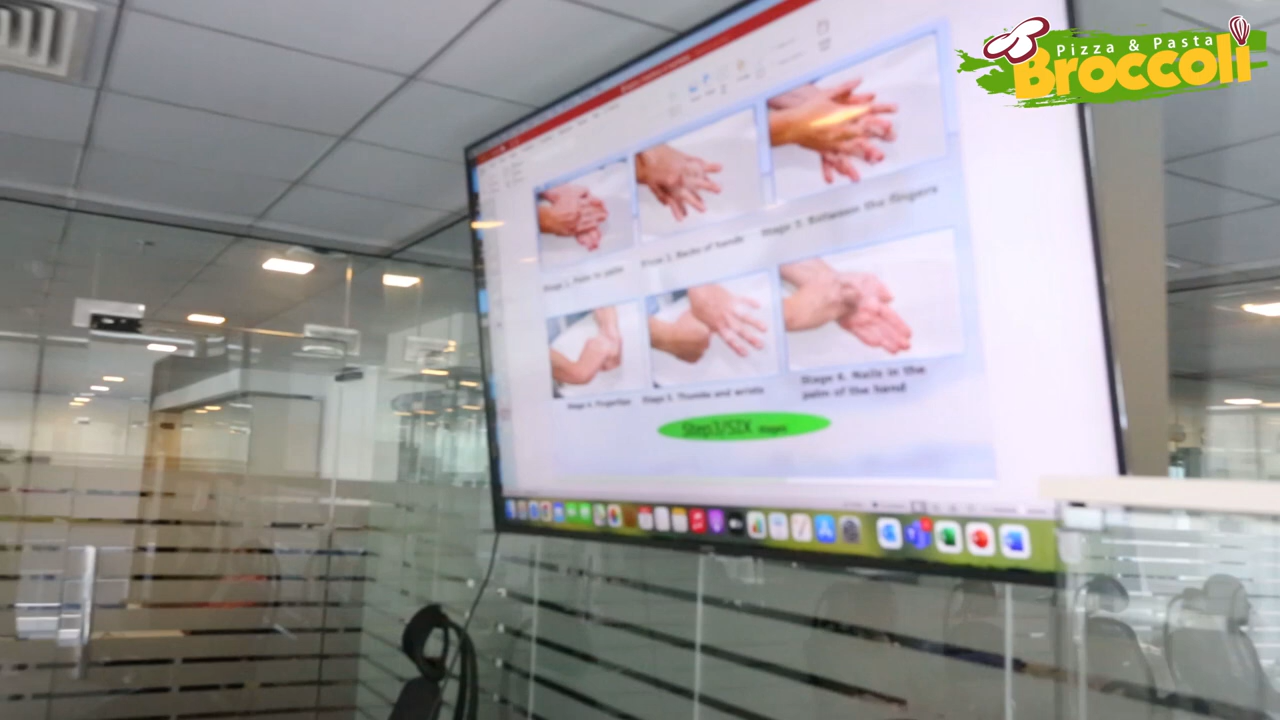 Pizza & Pasta
Broccoli
Stage 1. Palm to palm
Stage 2. Backs of hands
Stage 3. Between the fingers
Stage 4. Fingertips
Stage 5. Thumbs and wrists
Stage 6. Nails in the
palm of the hand
Step3/SIX stages